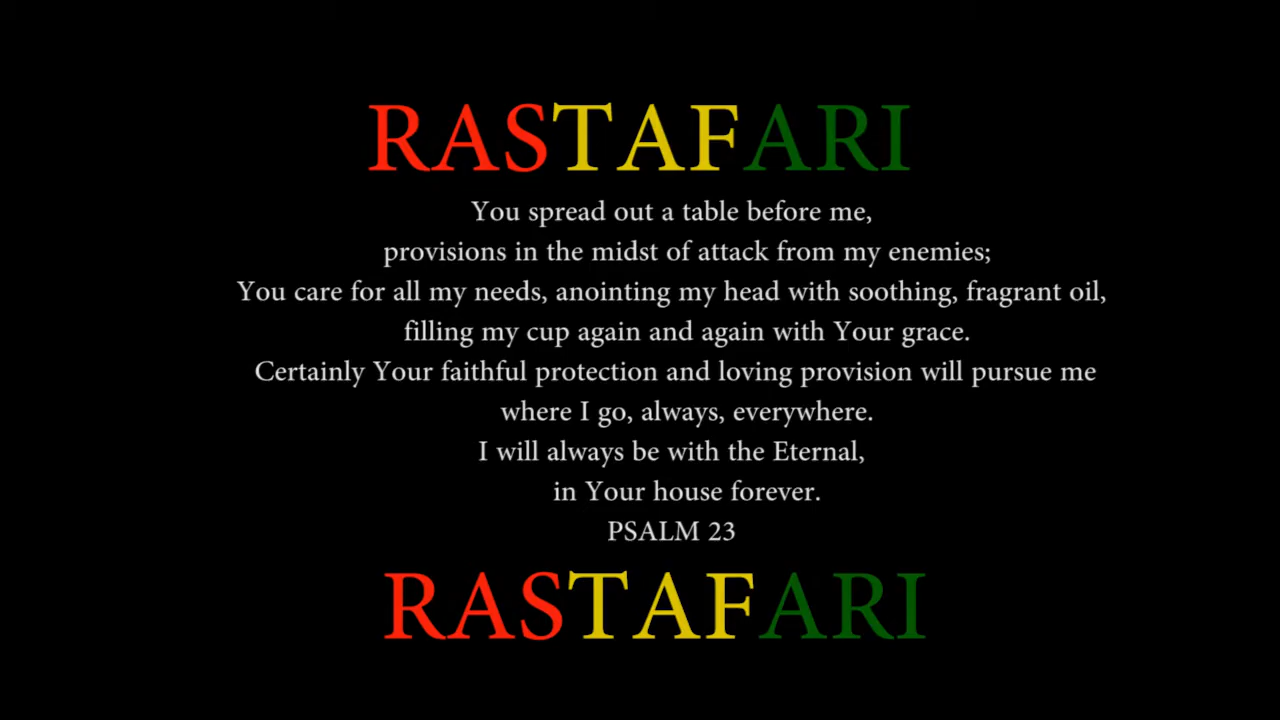 RASTAFARI
You spread out a table before me,
provisions in the midst of attack from my enemies;
You care for all my needs, anointing my head with soothing, fragrant oil,
filling my cup again and again with Your grace.
Certainly Your faithful protection and loving provision will pursue me
where I go, always, everywhere.
I will always be with the Eternal,
in Your house forever.
PSALM 23
RASTAFARI